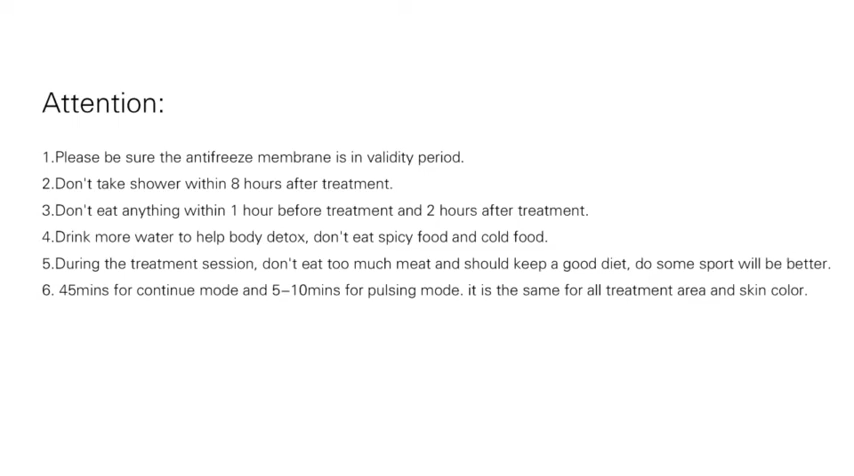 Attention:
1.Please be sure the antifreeze membrane is in validity period.
2.Don't take shower within 8 hours after treatment.
3.Don't eat anything within 1 hour before treatment and 2 hours after treatment.
4.Drink more water to help body detox, don't eat spicy food and cold food.
5.During the treatment session, don't eat too much meat and should keep a good diet, do some sport will be better.
6. 45mins for continue mode and 5–10mins for pulsing mode. it is the same for all treatment area and skin color.